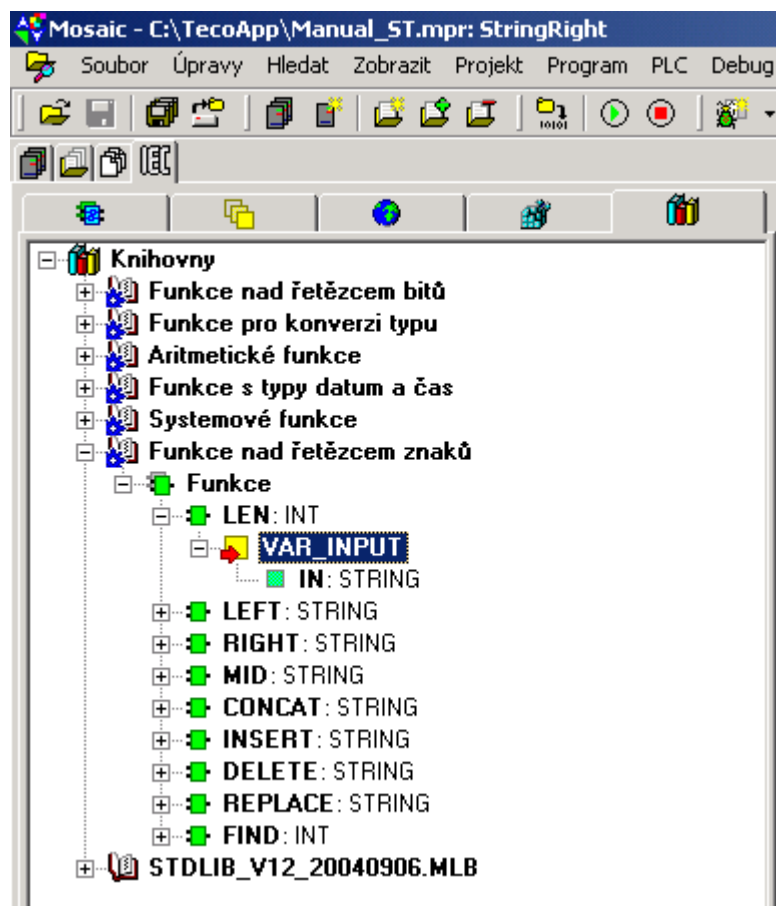 Mosaic - C:\TecoApp\Manual_ST.mpr: StringRight
Soubor Úpravy Hledat Zobrazit Projekt Program PLC Debug
10101
Knihovny
Funkce nad řetězcem bitů
Funkce pro konverzi typu
Aritmetické funkce
Funkce s typy datum a čas
Systemové funkce
Funkce nad řetězcem znaků
Funkce
LEN: INT
VAR_INPUT
IN: STRING
LEFT: STRING
RIGHT: STRING
MID: STRING
CONCAT: STRING
INSERT: STRING
DELETE: STRING
REPLACE: STRING
FIND: INT
STDLIB_V12_20040906.MLB